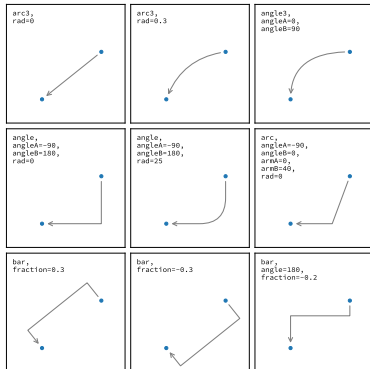 arc3,
rad=0
arc3,
rad=0.3
angle3,
angleA=0,
angleB=90
angle,
angleA=-90,
angleB=180,
rad=0
angle,
angleA=-90,
angleB=180,
rad=25
arc,
angleA=-90,
angleB=0,
armA=0,
armB=40,
rad=0
bar,
fraction=0.3
bar,
fraction=-0.3
bar,
angle=180,
fraction=-0.2